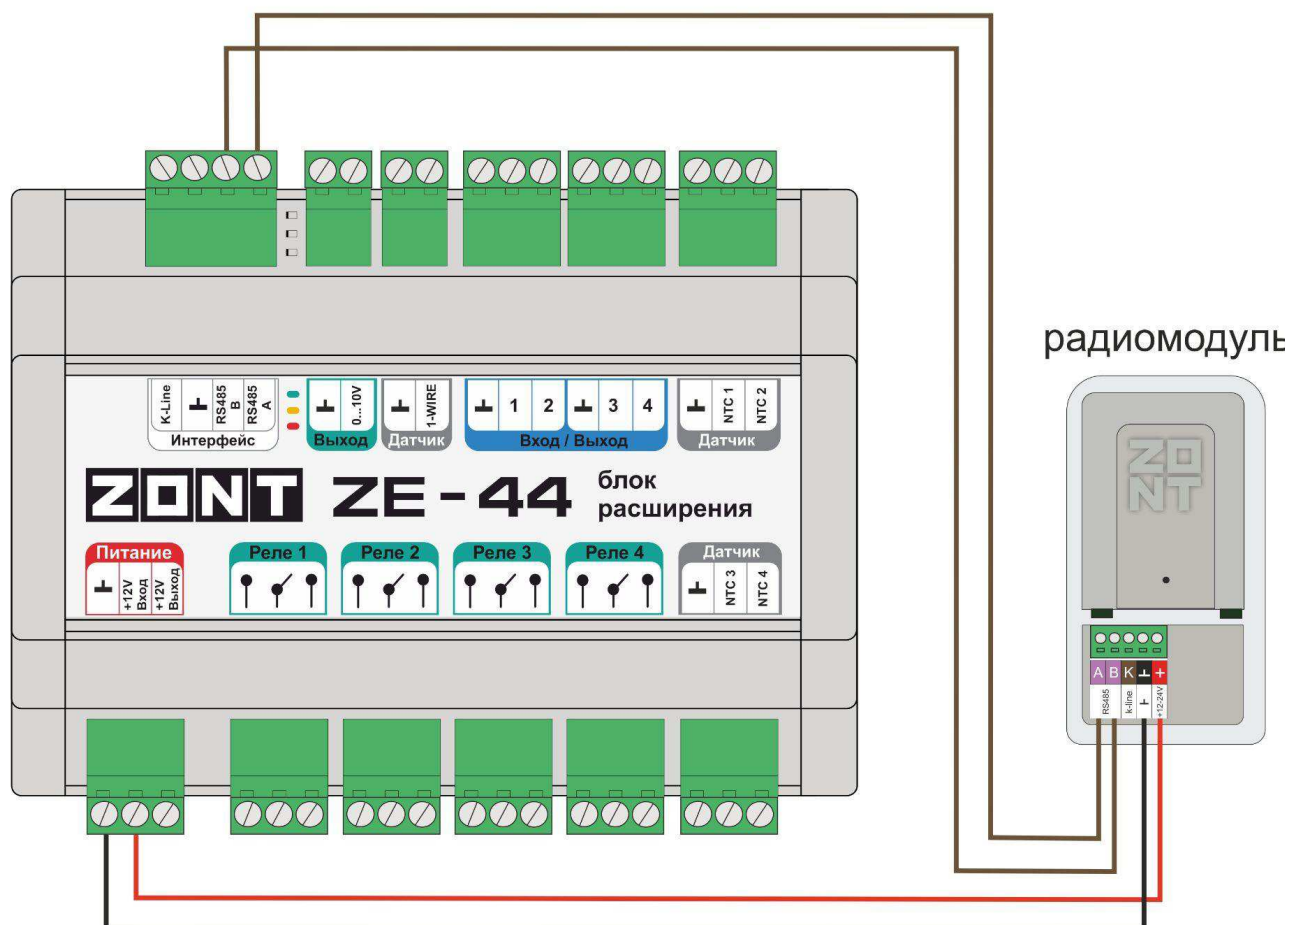 радиомодуль
ZO
NT
K-Line
RS485
B
RS485
A
Интерфейс
0...10V
Выход
1-WIRE
Датчик
1
2
3
4
Вход / Выход
NTC 1
NTC 2
Датчик
ZONT ZE-44
блок
расширения
Питание
+12V
Вход
+12V
Выход
Реле 1
Реле 2
Реле 3
Реле 4
Датчик
NTC 3
NTC 4
A B K +
RS485
k-line
+12-24V